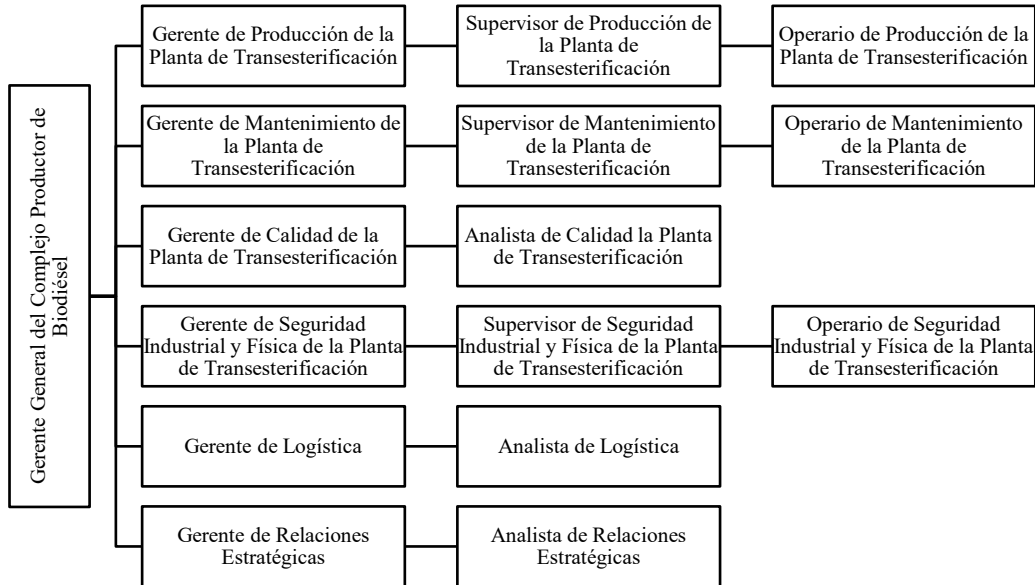 Gerente General del Complejo Productor de
Biodiésel
Gerente de Producción de la
Planta de Transesterificación
Supervisor de Producción de
la Planta de
Transesterificación
Operario de Producción de la
Planta de Transesterificación
Gerente de Mantenimiento de
la Planta de
Transesterificación
Supervisor de Mantenimiento
de la Planta de
Transesterificación
Operario de Mantenimiento
de la Planta de
Transesterificación
Gerente de Calidad de la
Planta de Transesterificación
Analista de Calidad la Planta
de Transesterificación
Gerente de Seguridad
Industrial y Física de la Planta
de Transesterificación
Supervisor de Seguridad
Industrial y Física de la Planta
de Transesterificación
Operario de Seguridad
Industrial y Física de la Planta
de Transesterificación
Gerente de Logística
Analista de Logística
Gerente de Relaciones
Estratégicas
Analista de Relaciones
Estratégicas